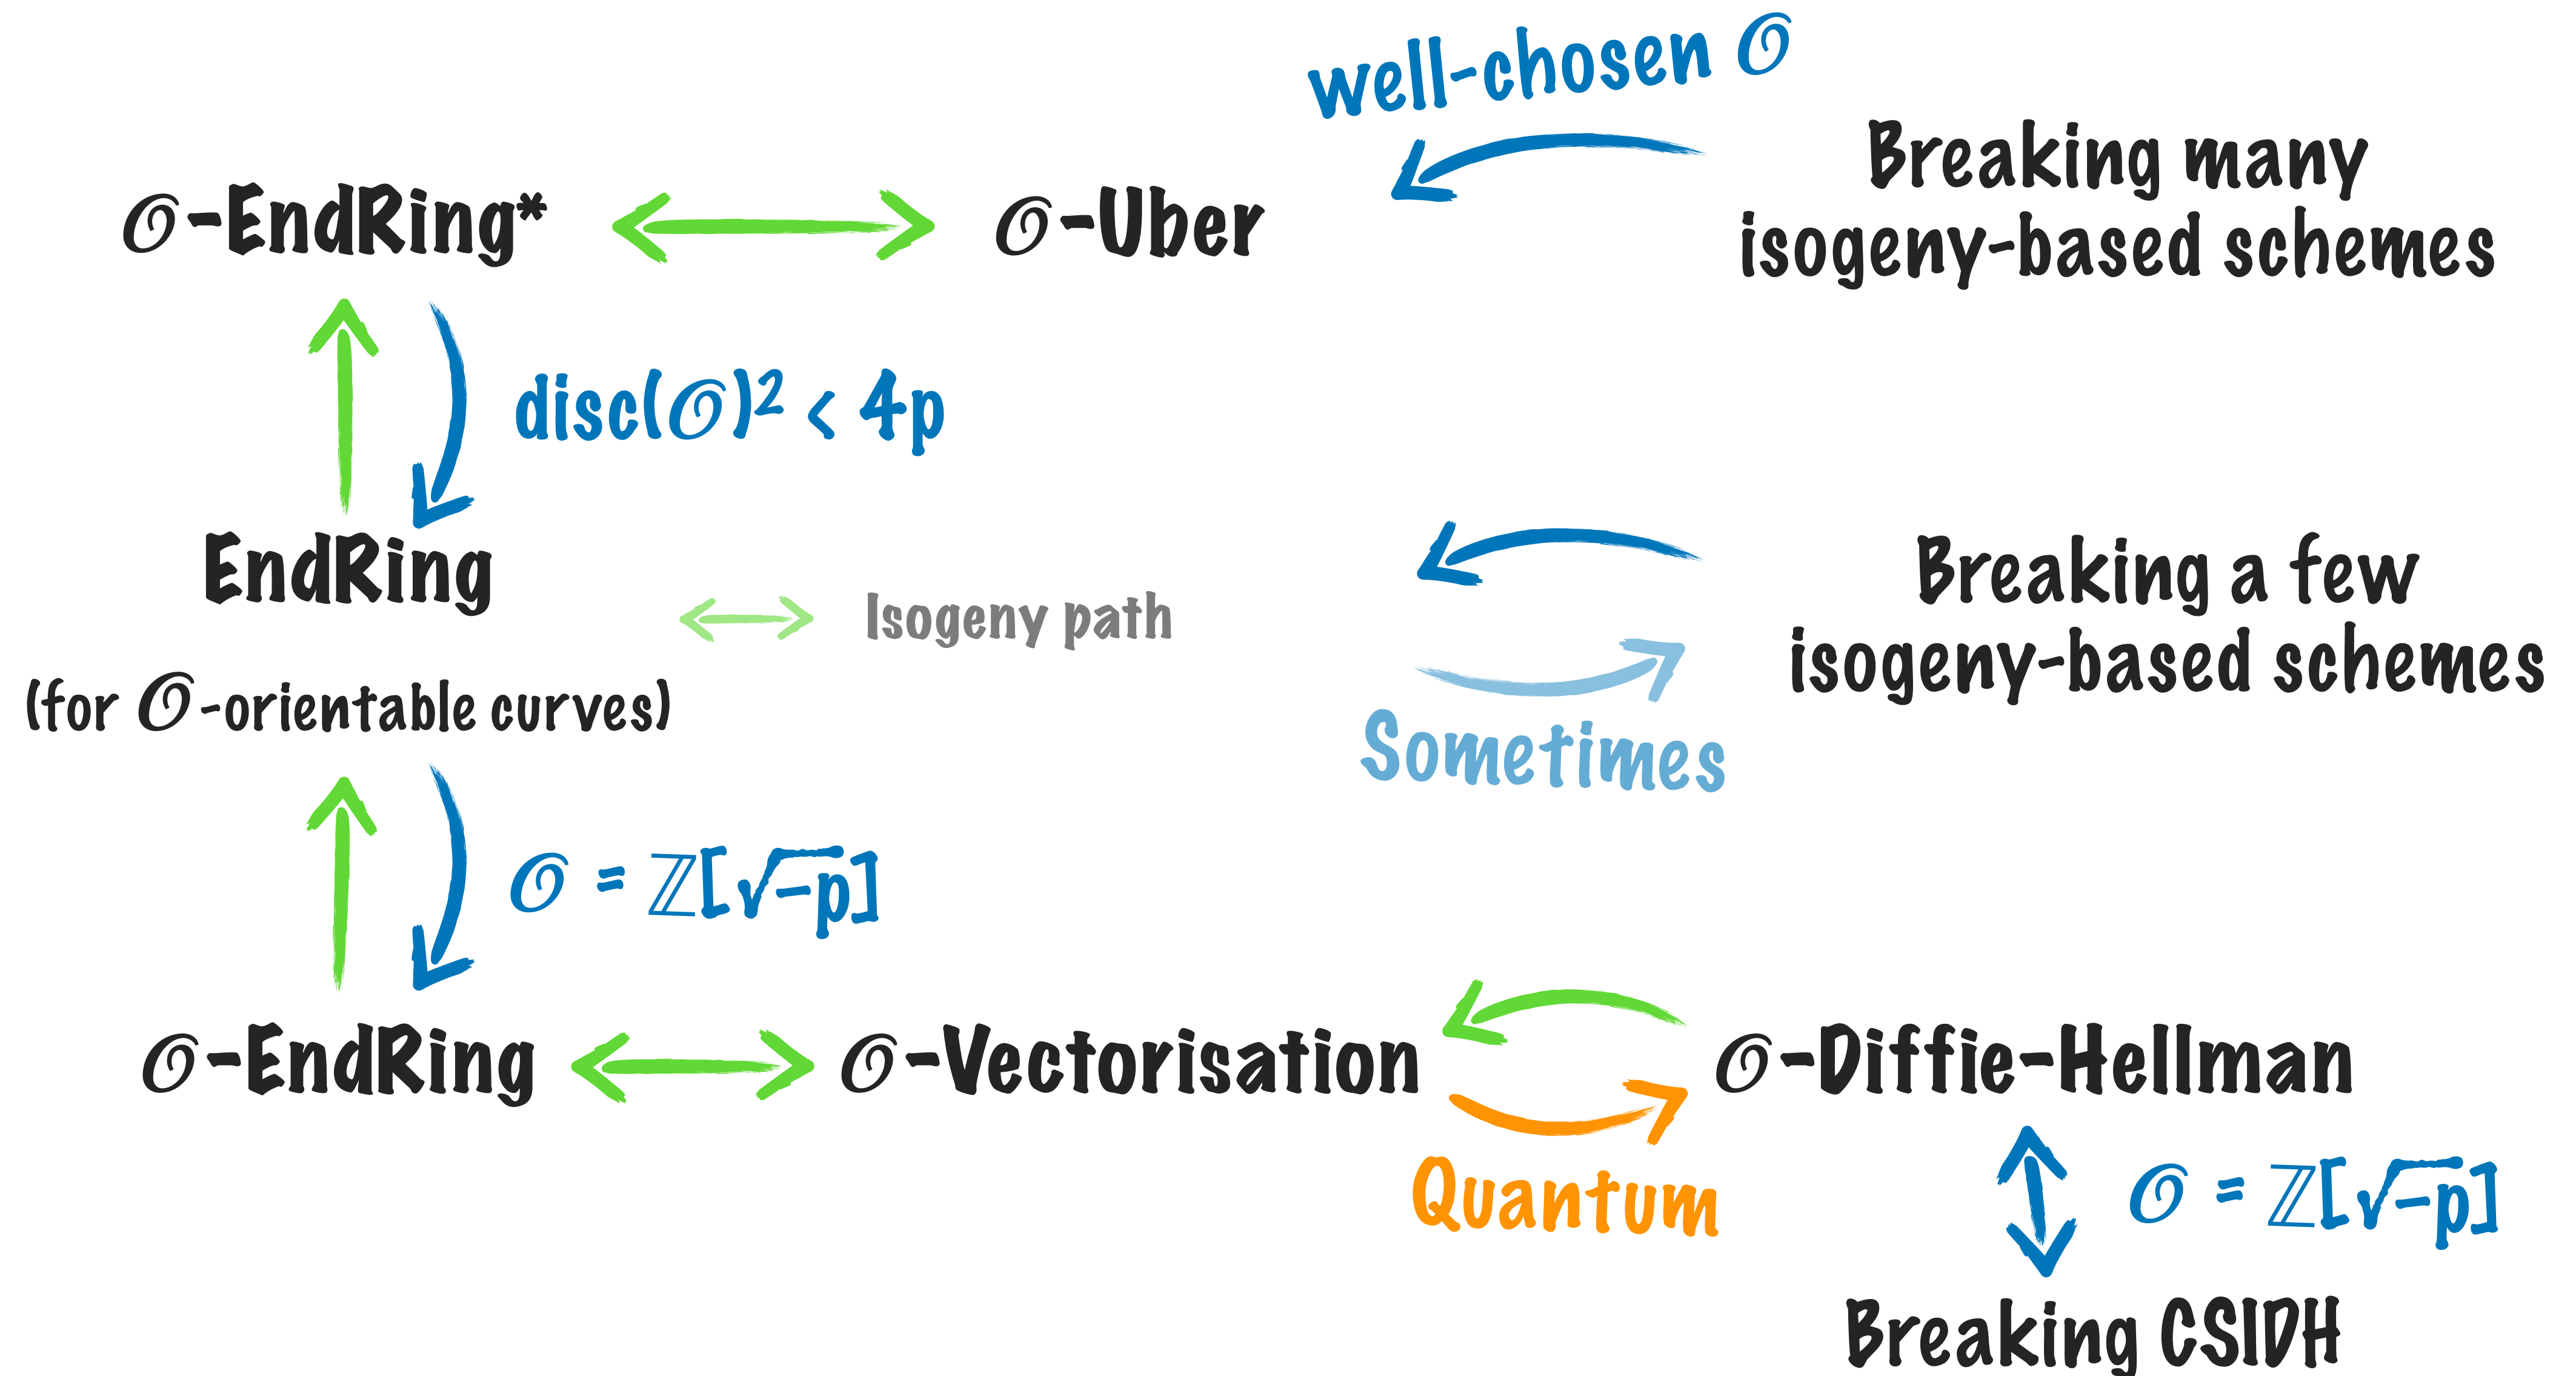 well-chosen 𝒪
Breaking many
isogeny-based schemes
𝒪-EndRing*
𝒪-Uber
disc(𝒪)² < 4p
EndRing
(for 𝒪-orientable curves)
Isogeny path
Breaking a few
isogeny-based schemes
Sometimes
𝒪 = ℤ[√-p]
𝒪-EndRing
𝒪-Vectorisation
𝒪-Diffie-Hellman
Quantum
𝒪 = ℤ[√-p]
Breaking CSIDH